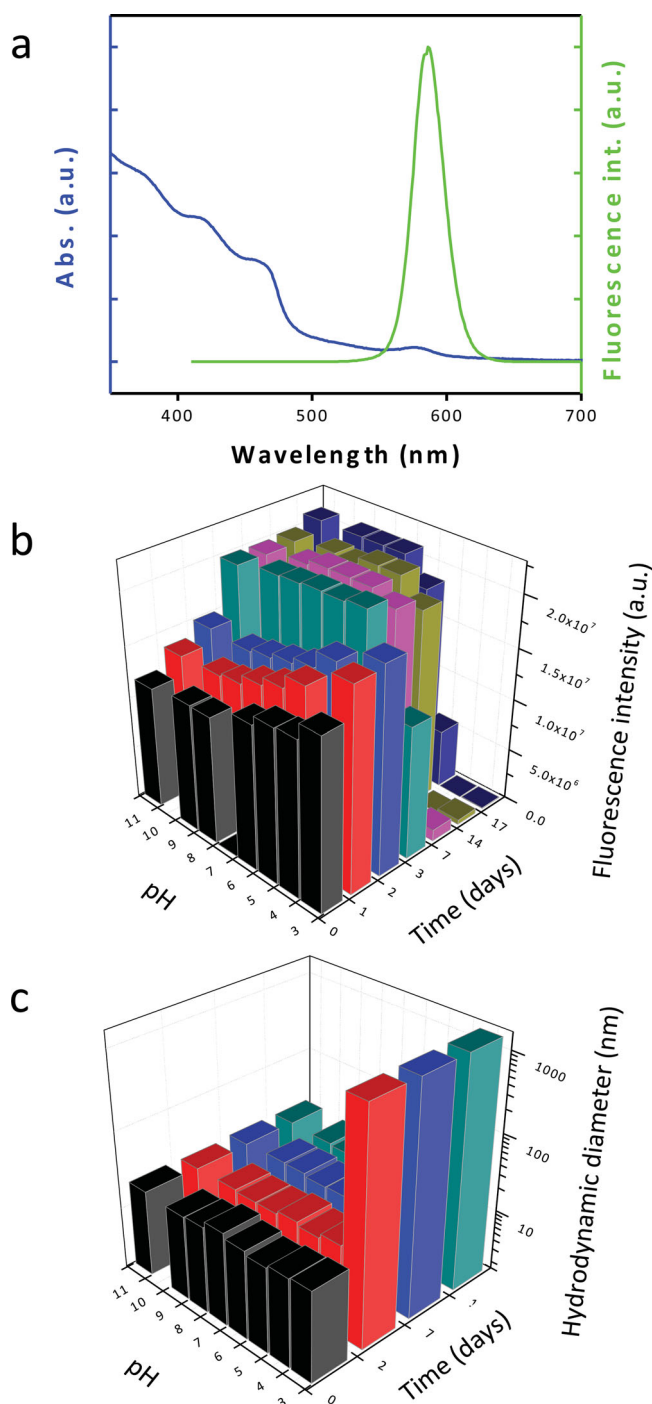 a
Abs. (a.u.)
Fluorescence int. (a.u.)
400 500 600 700
Wavelength (nm)
b
2.0x10⁷
1.5x10⁷
1.0x10⁷
5.0x10⁶
0.0
Fluorescence intensity (a.u.)
11 10 9 8 7 6 5 4 3
pH
0 1 2 3 7 14 17
Time (days)
c
1000
100
10
Hydrodynamic diameter (nm)
11 10 9 8 7 6 5 4 3
pH
0 2 7
Time (days)